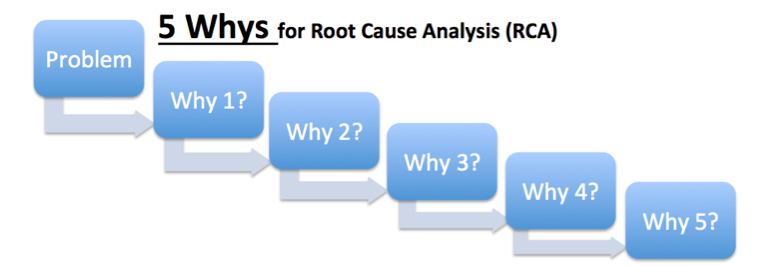 5 Whys for Root Cause Analysis (RCA)
Problem
Why 1?
Why 2?
Why 3?
Why 4?
Why 5?